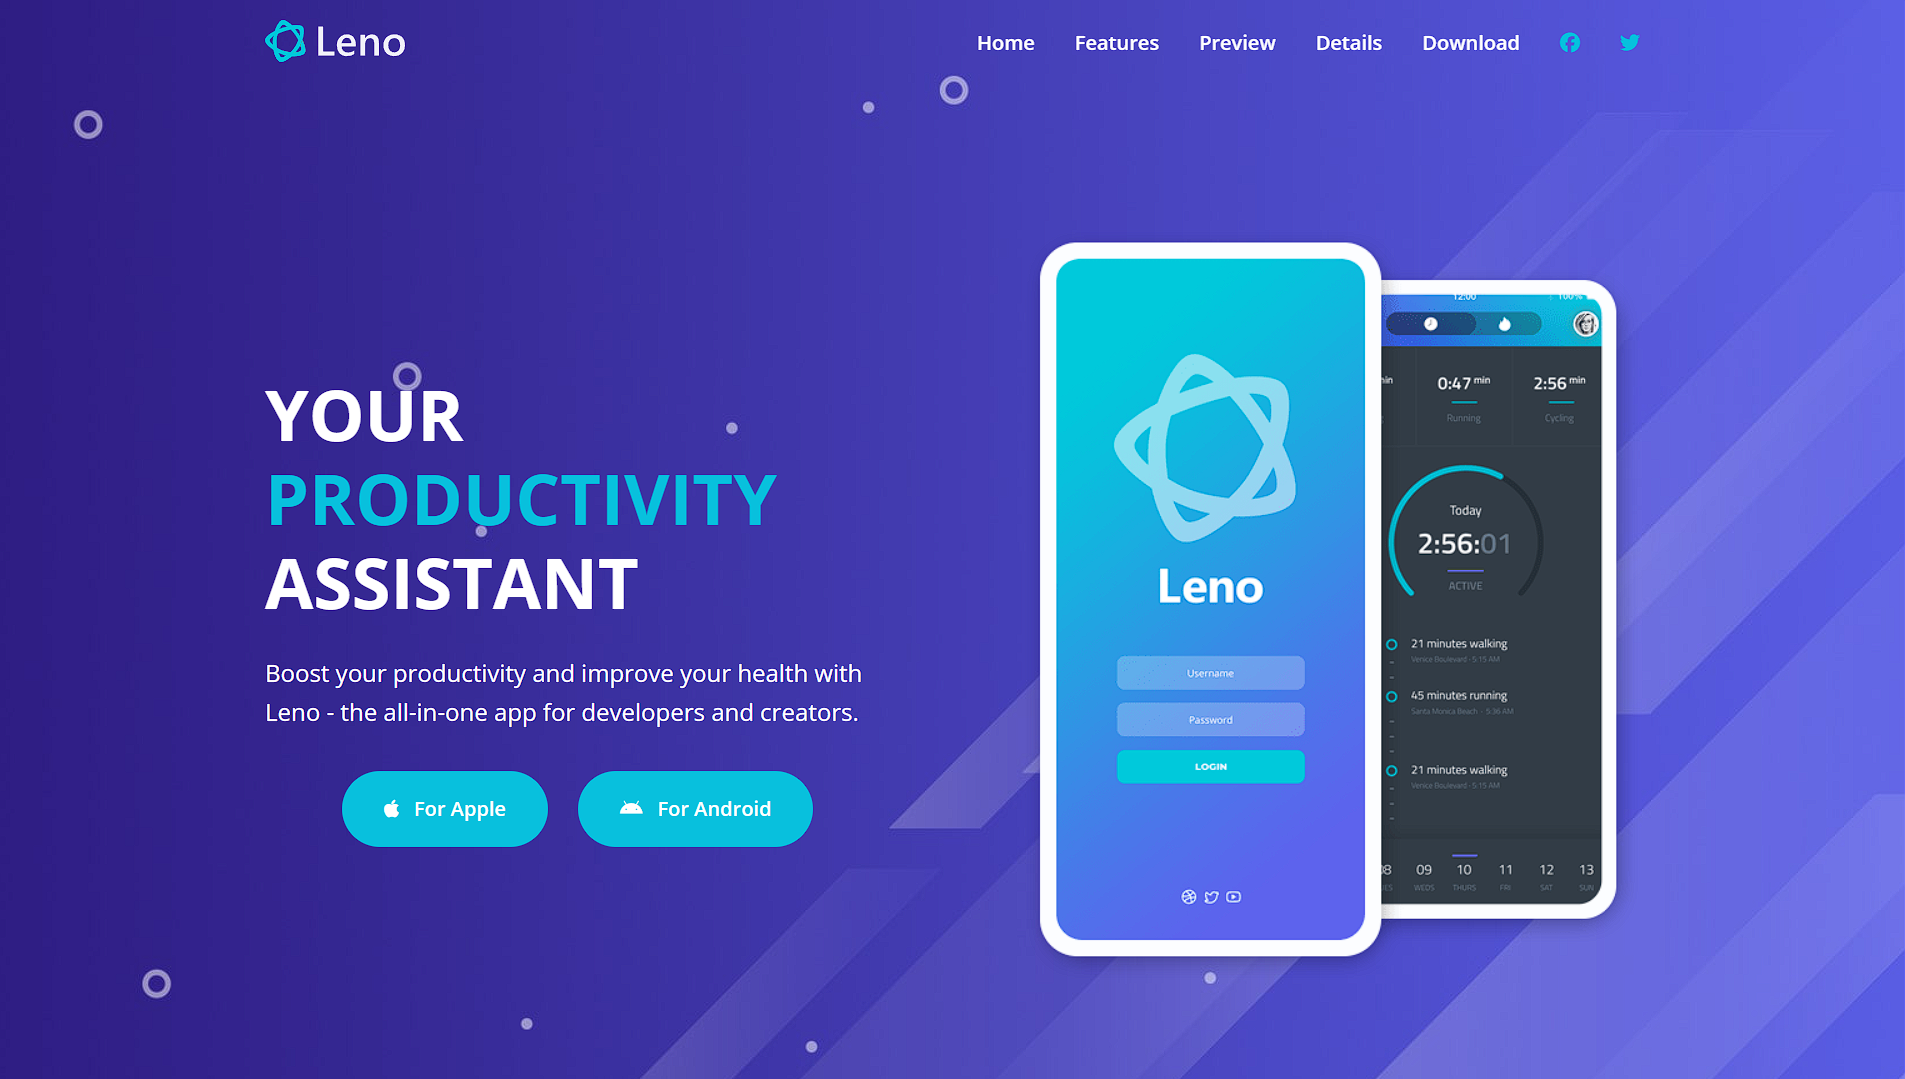 Leno
Home Features Preview Details Download
YOUR
PRODUCTIVITY
ASSISTANT
Boost your productivity and improve your health with
Leno - the all-in-one app for developers and creators.
For Apple For Android
Leno
Username
Password
LOGIN
12:00 100%
min 0:47 min 2:56 min
Running Cycling
Today
2:56:01
ACTIVE
21 minutes walking
Venice Boulevard - 5:15 AM
45 minutes running
Santa Monica Beach - 5:36 AM
21 minutes walking
Venice Boulevard - 5:15 AM
09 10 11 12 13
WEDS THURS FRI SAT SUN